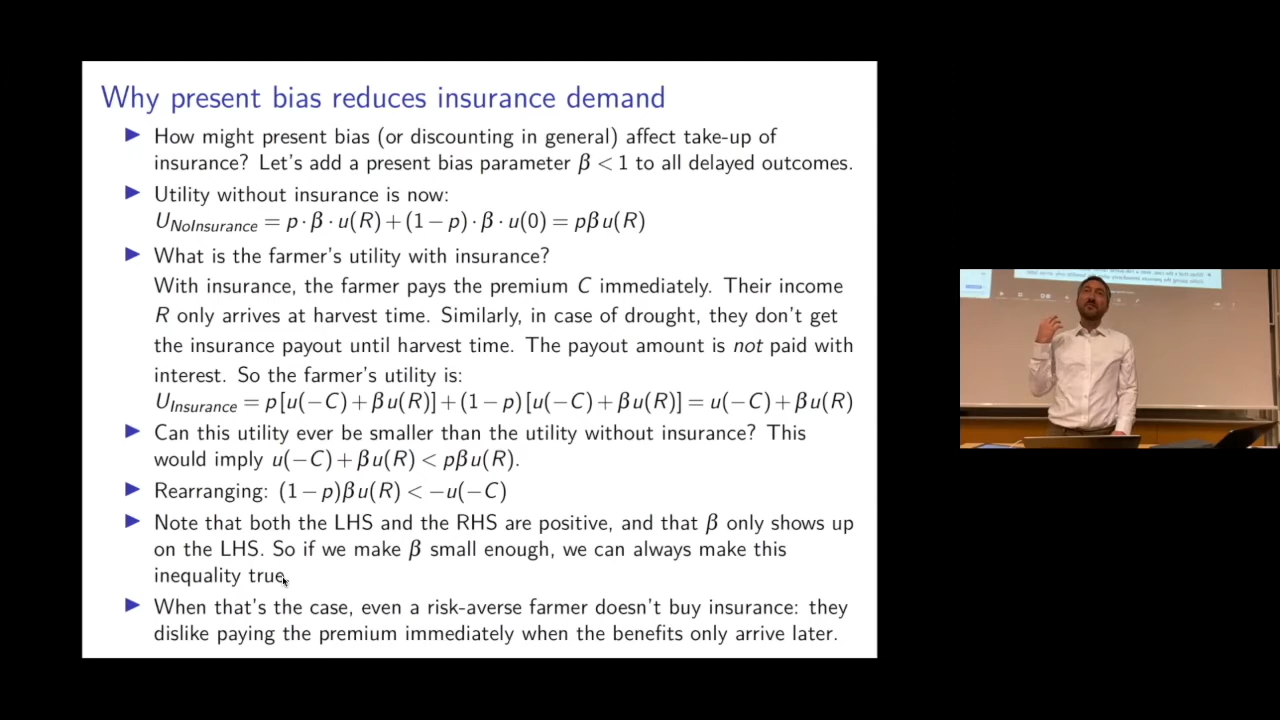 Why present bias reduces insurance demand
▶ How might present bias (or discounting in general) affect take-up of
insurance? Let's add a present bias parameter β < 1 to all delayed outcomes.
▶ Utility without insurance is now:
U_NoInsurance = p · β · u(R) + (1 − p) · β · u(0) = pβu(R)
▶ What is the farmer's utility with insurance?
With insurance, the farmer pays the premium C immediately. Their income
R only arrives at harvest time. Similarly, in case of drought, they don't get
the insurance payout until harvest time. The payout amount is not paid with
interest. So the farmer's utility is:
U_Insurance = p[u(−C) + βu(R)] + (1 − p)[u(−C) + βu(R)] = u(−C) + βu(R)
▶ Can this utility ever be smaller than the utility without insurance? This
would imply u(−C) + βu(R) < pβu(R).
▶ Rearranging: (1 − p)βu(R) < −u(−C)
▶ Note that both the LHS and the RHS are positive, and that β only shows up
on the LHS. So if we make β small enough, we can always make this
inequality true.
▶ When that's the case, even a risk-averse farmer doesn't buy insurance: they
dislike paying the premium immediately when the benefits only arrive later.